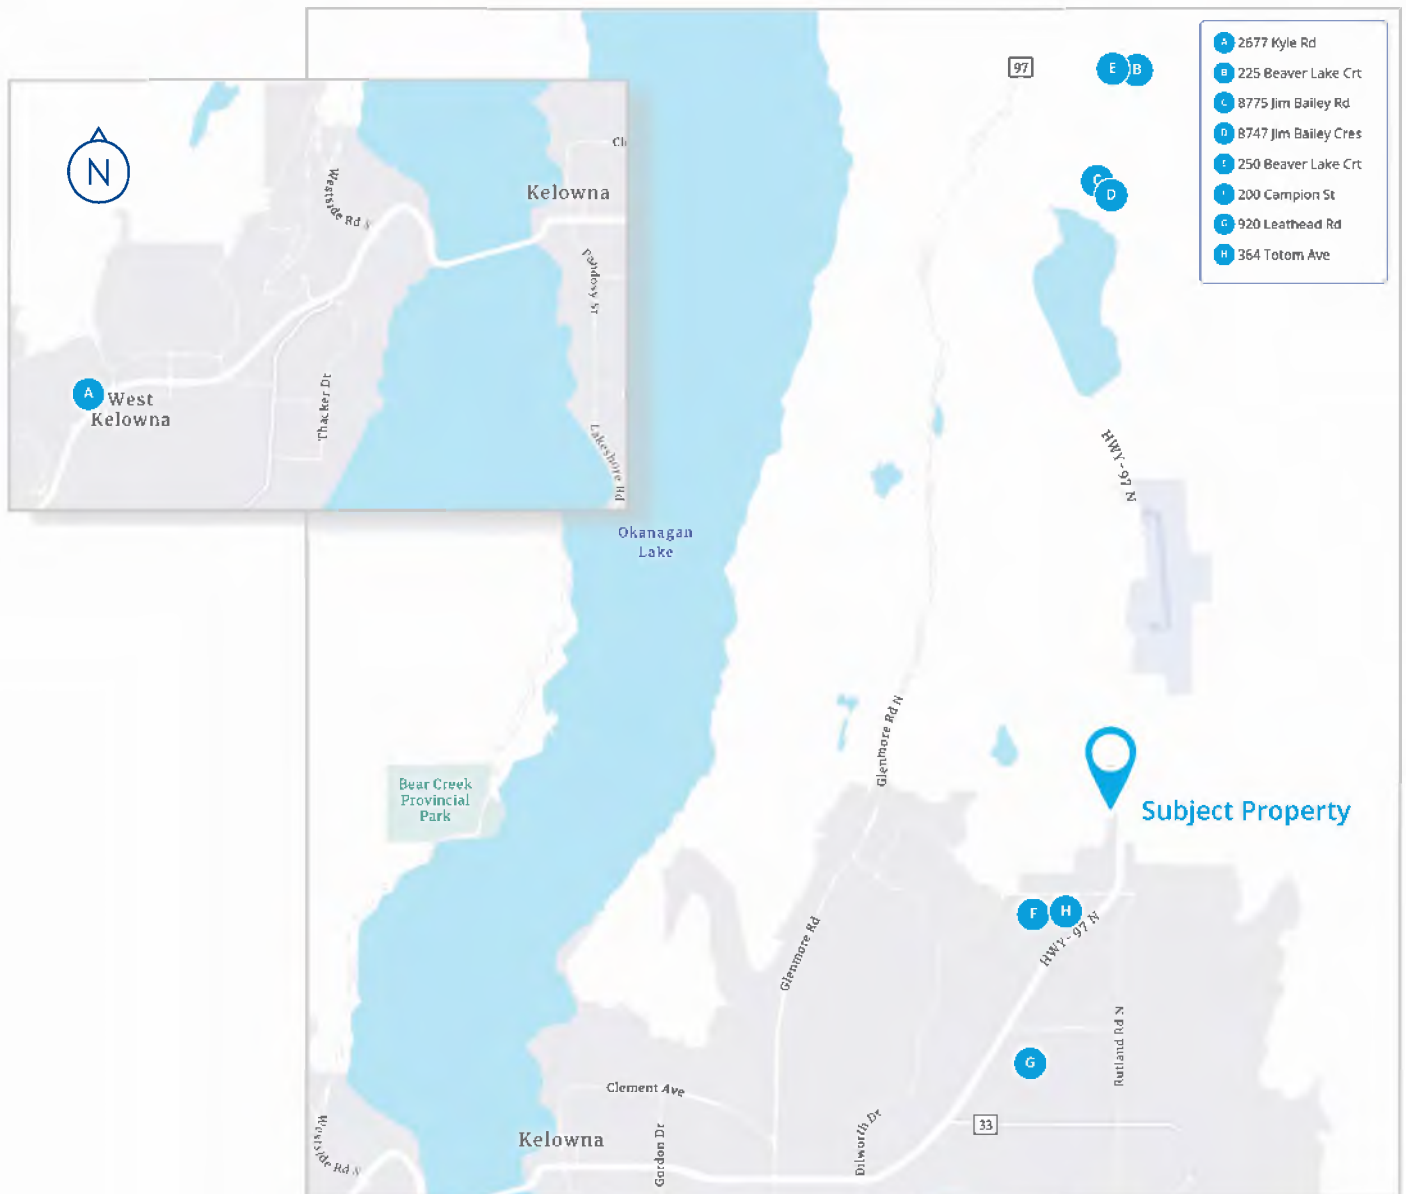 97
E
B
A 2677 Kyle Rd
B 225 Beaver Lake Crt
C 8775 Jim Bailey Rd
D 8747 Jim Bailey Cres
E 250 Beaver Lake Crt
F 200 Campion St
G 920 Leathead Rd
H 364 Totom Ave
N
Westside Rd S
Kelowna
Pandosy St
A
West
Kelowna
Thacker Dr
Lakeshore Rd
C
D
HWY-97 N
Okanagan
Lake
Glenmore Rd N
Bear Creek
Provincial
Park
Subject Property
F
H
HWY-97 N
Glenmore Rd
Rutland Rd N
G
Clement Ave
Kelowna
Gordon Dr
Dilworth Dr
33
Westside Rd S